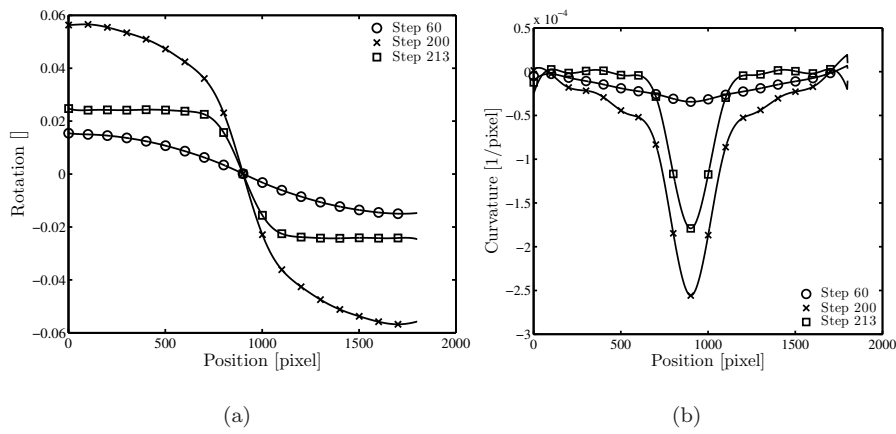 0.06
0.04
0.02
0
−0.02
−0.04
−0.06
Rotation []
0
500
1000
1500
2000
Position [pixel]
Step 60
Step 200
Step 213
(a)
x 10⁻⁴
0.5
0
−0.5
−1
−1.5
−2
−2.5
−3
Curvature [1/pixel]
0
500
1000
1500
2000
Position [pixel]
Step 60
Step 200
Step 213
(b)